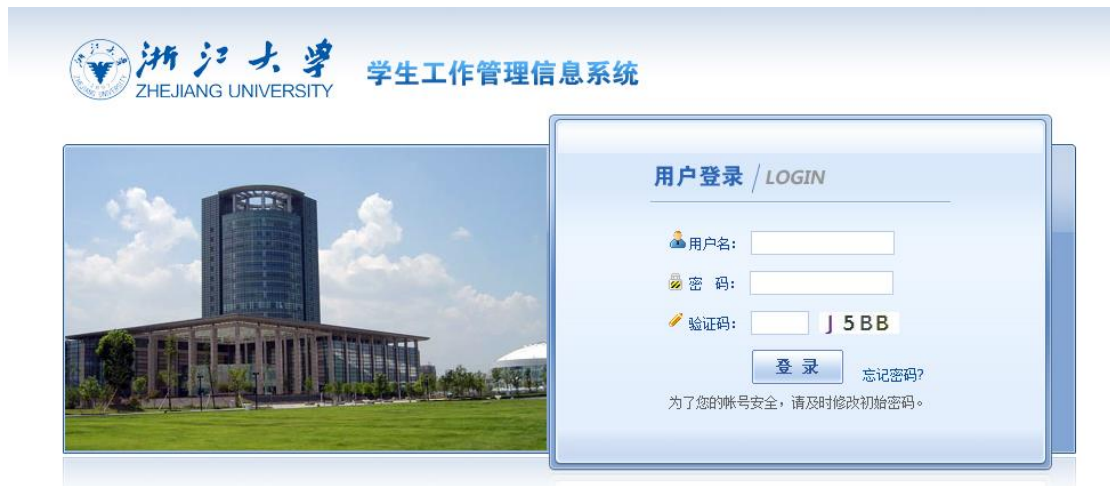 浙江大学
ZHEJIANG UNIVERSITY
学生工作管理信息系统
用户登录 / LOGIN
用户名：
密 码：
验证码：
J5BB
登 录
忘记密码?
为了您的帐号安全，请及时修改初始密码。